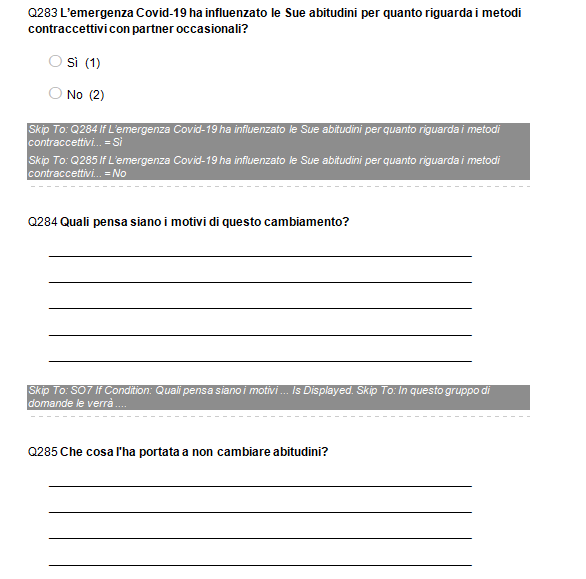 Q283 L'emergenza Covid-19 ha influenzato le Sue abitudini per quanto riguarda i metodi
contraccettivi con partner occasionali?
Sì (1)
No (2)
Skip To: Q284 If L'emergenza Covid-19 ha influenzato le Sue abitudini per quanto riguarda i metodi
contraccettivi... = Sì
Skip To: Q285 If L'emergenza Covid-19 ha influenzato le Sue abitudini per quanto riguarda i metodi
contraccettivi... = No
Q284 Quali pensa siano i motivi di questo cambiamento?
Skip To: SO7 If Condition: Quali pensa siano i motivi ... Is Displayed. Skip To: In questo gruppo di
domande le verrà ....
Q285 Che cosa l'ha portata a non cambiare abitudini?